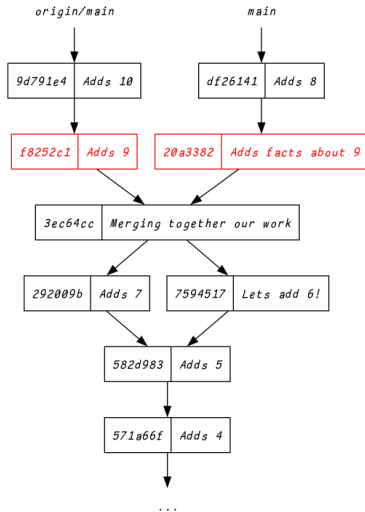 origin/main main
9d791e4 Adds 10 df26141 Adds 8
f8252c1 Adds 9 20a3382 Adds facts about 9
3ec64cc Merging together our work
292009b Adds 7 7594517 Lets add 6!
582d983 Adds 5
571a66f Adds 4
...